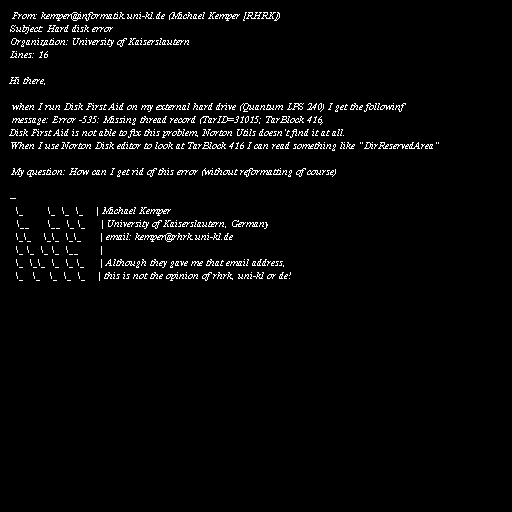 From: kemper@informatik.uni-kl.de (Michael Kemper [RHRK])
Subject: Hard disk error
Organization: University of Kaiserslautern
Lines: 16
Hi there,
when I run Disk First Aid on my external hard drive (Quantum LPS 240) I get the followinf
message: Error -535: Missing thread record (TarID=31015; TarBlock 416,
Disk First Aid is not able to fix this problem, Norton Utils doesn't find it at all.
When I use Norton Disk editor to look at TarBlock 416 I can read something like "DirReservedArea"
My question: How can I get rid of this error (without reformatting of course)
_
\_ \_ \_ \_ | Michael Kemper
\__ \__ \_ \_ | University of Kaiserslautern, Germany
\_\_ \_\_ \_\_ | email: kemper@rhrk.uni-kl.de
\_ \_ \_ \_ \__ |
\_ \_\_ \_ \_ \_ | Although they gave me that email address,
\_ \_ \_ \_ \_ | this is not the opinion of rhrk, uni-kl or de!